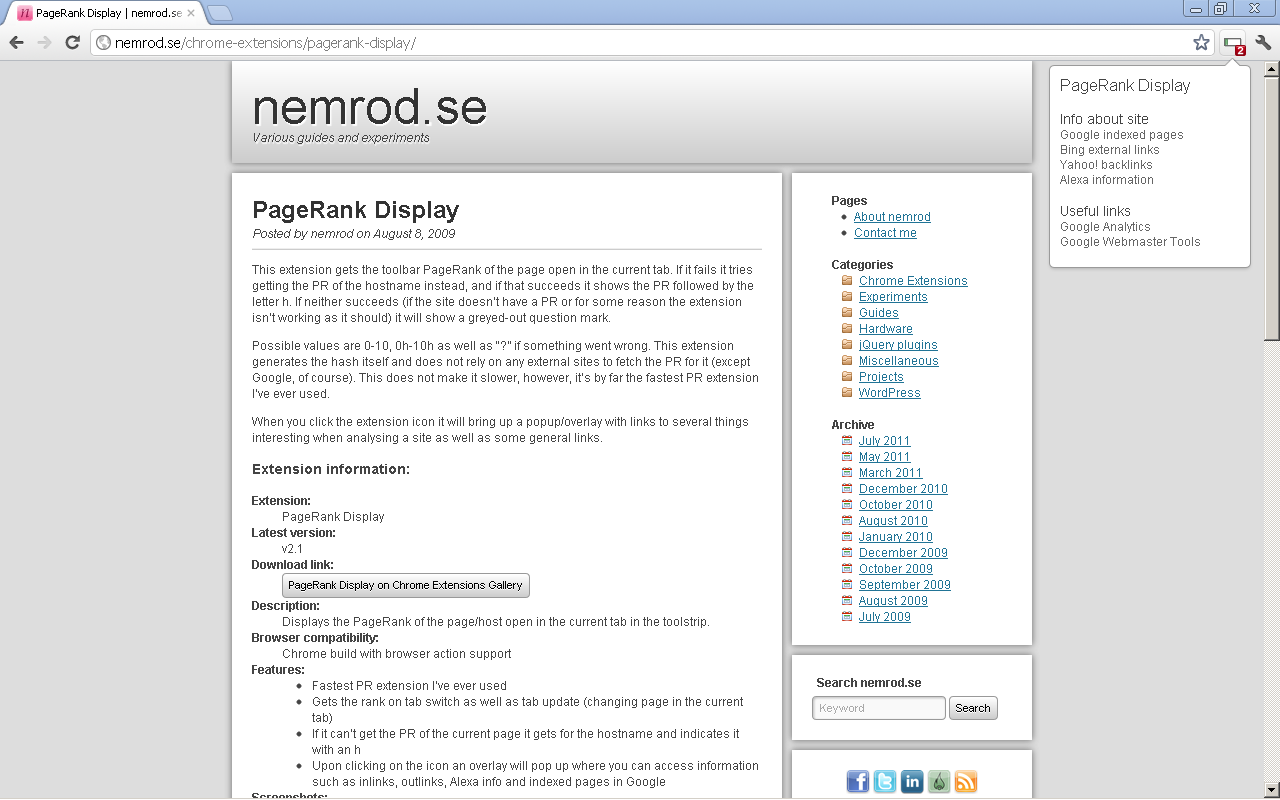 PageRank Display | nemrod.se
nemrod.se/chrome-extensions/pagerank-display/
2
nemrod.se
Various guides and experiments
PageRank Display
Posted by nemrod on August 8, 2009
This extension gets the toolbar PageRank of the page open in the current tab. If it fails it tries
getting the PR of the hostname instead, and if that succeeds it shows the PR followed by the
letter h. If neither succeeds (if the site doesn't have a PR or for some reason the extension
isn't working as it should) it will show a greyed-out question mark.
Possible values are 0-10, 0h-10h as well as "?" if something went wrong. This extension
generates the hash itself and does not rely on any external sites to fetch the PR for it (except
Google, of course). This does not make it slower, however, it's by far the fastest PR extension
I've ever used.
When you click the extension icon it will bring up a popup/overlay with links to several things
interesting when analysing a site as well as some general links.
Extension information:
Extension:
PageRank Display
Latest version:
v2.1
Download link:
PageRank Display on Chrome Extensions Gallery
Description:
Displays the PageRank of the page/host open in the current tab in the toolstrip.
Browser compatibility:
Chrome build with browser action support
Features:
Fastest PR extension I've ever used
Gets the rank on tab switch as well as tab update (changing page in the current
tab)
If it can't get the PR of the current page it gets for the hostname and indicates it
with an h
Upon clicking on the icon an overlay will pop up where you can access information
such as inlinks, outlinks, Alexa info and indexed pages in Google
Screenshots:
Pages
About nemrod
Contact me
Categories
Chrome Extensions
Experiments
Guides
Hardware
jQuery plugins
Miscellaneous
Projects
WordPress
Archive
July 2011
May 2011
March 2011
December 2010
October 2010
August 2010
January 2010
December 2009
October 2009
September 2009
August 2009
July 2009
Search nemrod.se
Keyword
Search
PageRank Display
Info about site
Google indexed pages
Bing external links
Yahoo! backlinks
Alexa information
Useful links
Google Analytics
Google Webmaster Tools